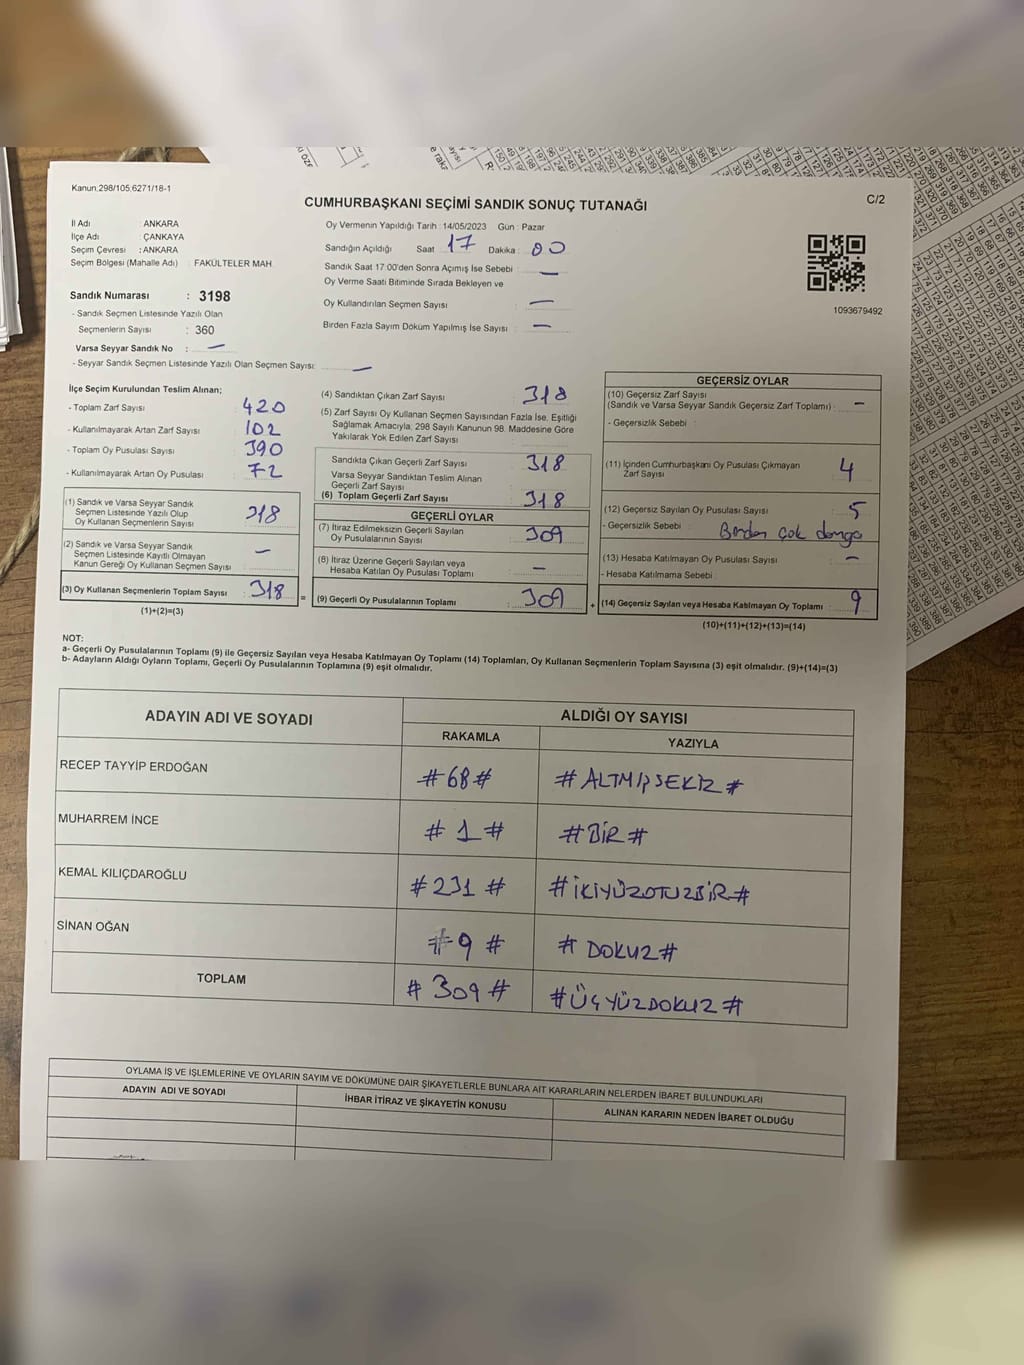 Kanun:298/105:6271/18-1
C/2
CUMHURBAŞKANI SEÇİMİ SANDIK SONUÇ TUTANAĞI
İl Adı : ANKARA
İlçe Adı : ÇANKAYA
Seçim Çevresi : ANKARA
Seçim Bölgesi (Mahalle Adı) : FAKÜLTELER MAH.
Oy Vermenin Yapıldığı Tarih : 14/05/2023 Gün : Pazar
Sandığın Açıldığı Saat : 17 Dakika : 00
Sandık Saat 17:00'den Sonra Açılmış İse Sebebi : —
Oy Verme Saati Bitiminde Sırada Bekleyen ve
Oy Kullandırılan Seçmen Sayısı : —
Birden Fazla Sayım Döküm Yapılmış İse Sayısı : —
1093679492
Sandık Numarası : 3198
- Sandık Seçmen Listesinde Yazılı Olan
Seçmenlerin Sayısı : 360
Varsa Seyyar Sandık No : —
- Seyyar Sandık Seçmen Listesinde Yazılı Olan Seçmen Sayısı: —
İlçe Seçim Kurulundan Teslim Alınan;
- Toplam Zarf Sayısı : 420
- Kullanılmayarak Artan Zarf Sayısı : 102
- Toplam Oy Pusulası Sayısı : 390
- Kullanılmayarak Artan Oy Pusulası : 72
(1) Sandık ve Varsa Seyyar Sandık
Seçmen Listesinde Yazılı Olup
Oy Kullanan Seçmenlerin Sayısı : 318
(2) Sandık ve Varsa Seyyar Sandık
Seçmen Listesinde Kayıtlı Olmayan
Kanun Gereği Oy Kullanan Seçmen Sayısı : —
(3) Oy Kullanan Seçmenlerin Toplam Sayısı : 318
(1)+(2)=(3)
(4) Sandıktan Çıkan Zarf Sayısı : 318
(5) Zarf Sayısı Oy Kullanan Seçmen Sayısından Fazla İse, Eşitliği
Sağlamak Amacıyla, 298 Sayılı Kanunun 98. Maddesine Göre
Yakılarak Yok Edilen Zarf Sayısı :
Sandıkta Çıkan Geçerli Zarf Sayısı : 318
Varsa Seyyar Sandıktan Teslim Alınan
Geçerli Zarf Sayısı :
(6) Toplam Geçerli Zarf Sayısı : 318
GEÇERLİ OYLAR
(7) İtiraz Edilmeksizin Geçerli Sayılan
Oy Pusulalarının Sayısı : 309
(8) İtiraz Üzerine Geçerli Sayılan veya
Hesaba Katılan Oy Pusulası Toplamı : —
= (9) Geçerli Oy Pusulalarının Toplamı : 309
GEÇERSİZ OYLAR
(10) Geçersiz Zarf Sayısı
(Sandık ve Varsa Seyyar Sandık Geçersiz Zarf Toplamı) : —
- Geçersizlik Sebebi :
(11) İçinden Cumhurbaşkanı Oy Pusulası Çıkmayan
Zarf Sayısı : 4
(12) Geçersiz Sayılan Oy Pusulası Sayısı : 5
- Geçersizlik Sebebi : Birden çok damga
(13) Hesaba Katılmayan Oy Pusulası Sayısı : —
- Hesaba Katılmama Sebebi :
+ (14) Geçersiz Sayılan veya Hesaba Katılmayan Oy Toplamı : 9
(10)+(11)+(12)+(13)=(14)
NOT:
a- Geçerli Oy Pusulalarının Toplamı (9) ile Geçersiz Sayılan veya Hesaba Katılmayan Oy Toplamı (14) Toplamları, Oy Kullanan Seçmenlerin Toplam Sayısına (3) eşit olmalıdır. (9)+(14)=(3)
b- Adayların Aldığı Oyların Toplamı, Geçerli Oy Pusulalarının Toplamına (9) eşit olmalıdır.
ADAYIN ADI VE SOYADI ALDIĞI OY SAYISI
RAKAMLA YAZIYLA
RECEP TAYYİP ERDOĞAN #68# #ALTMIŞSEKİZ#
MUHARREM İNCE #1# #BİR#
KEMAL KILIÇDAROĞLU #231# #İKİYÜZOTUZBİR#
SİNAN OĞAN #9# #DOKUZ#
TOPLAM #309# #ÜÇYÜZDOKUZ#
OYLAMA İŞ VE İŞLEMLERİNE VE OYLARIN SAYIM VE DÖKÜMÜNE DAİR ŞİKAYETLERLE BUNLARA AİT KARARLARIN NELERDEN İBARET BULUNDUKLARI
ADAYIN ADI VE SOYADI İHBAR İTİRAZ VE ŞİKAYETİN KONUSU ALINAN KARARIN NEDEN İBARET OLDUĞU